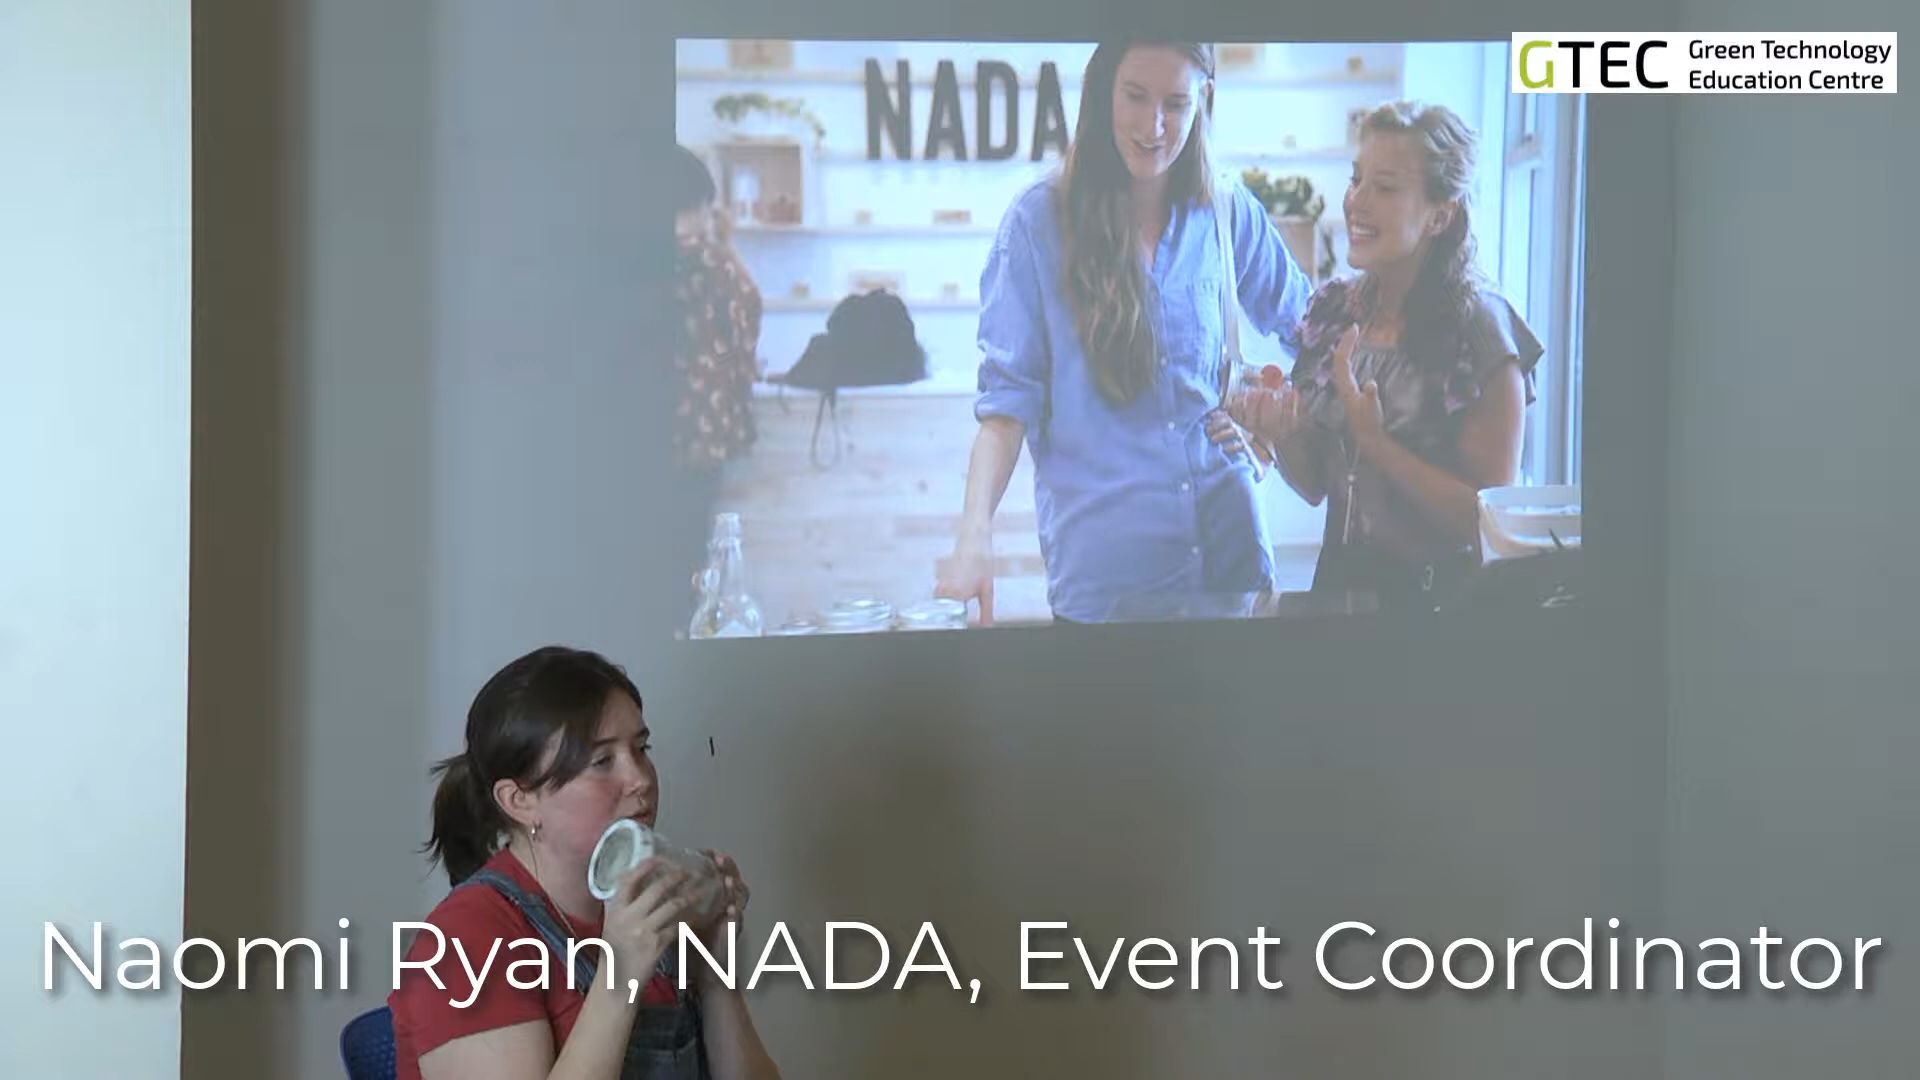 GTEC
Green Technology
Education Centre
NADA
Naomi Ryan, NADA, Event Coordinator